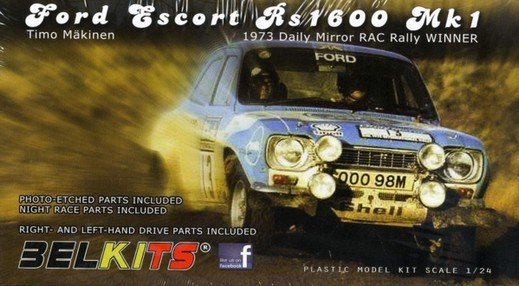 Ford Escort Rs1600 Mk1
Timo Mäkinen
1973 Daily Mirror RAC Rally WINNER
FORD
OOO 98M
Shell
PHOTO-ETCHED PARTS INCLUDED
NIGHT RACE PARTS INCLUDED
RIGHT- AND LEFT-HAND DRIVE PARTS INCLUDED
BELKITS®
f
like us on
facebook
PLASTIC MODEL KIT SCALE 1/24